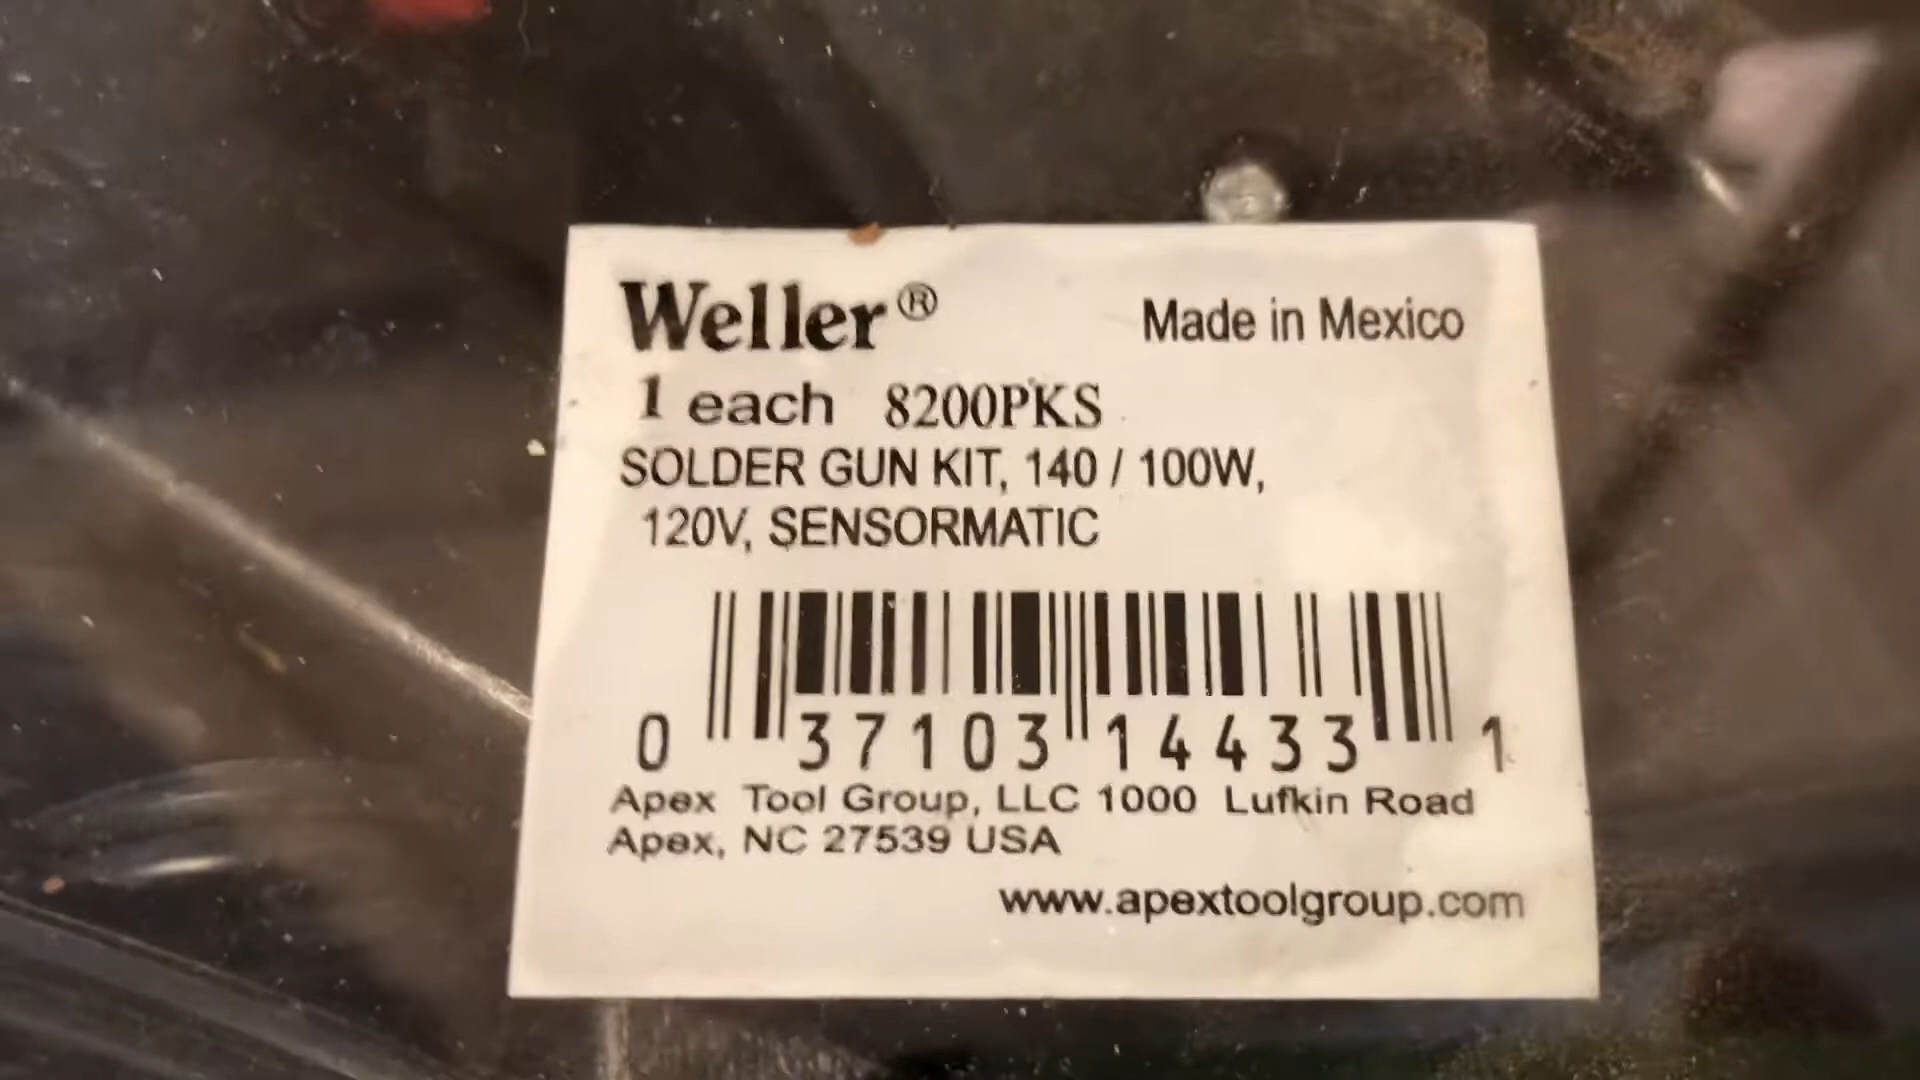 Weller® Made in Mexico
1 each 8200PKS
SOLDER GUN KIT, 140 / 100W,
120V, SENSORMATIC
0 37103 14433 1
Apex Tool Group, LLC 1000 Lufkin Road
Apex, NC 27539 USA
www.apextoolgroup.com